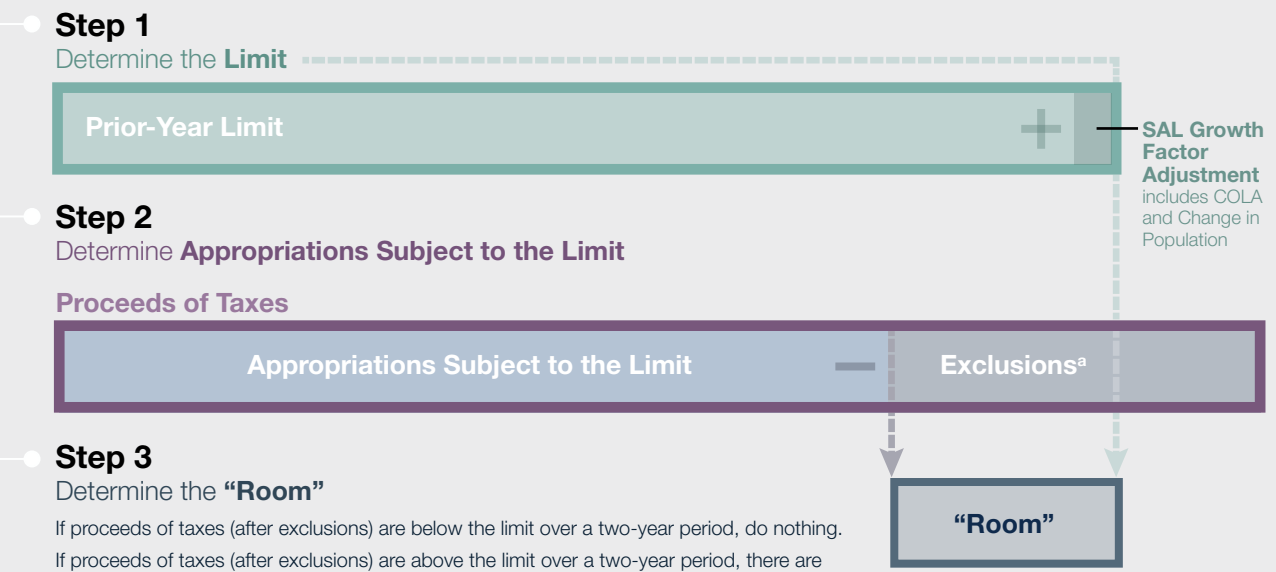 Step 1
Determine the Limit
Prior-Year Limit
+
SAL Growth
Factor
Adjustment
includes COLA
and Change in
Population
Step 2
Determine Appropriations Subject to the Limit
Proceeds of Taxes
Appropriations Subject to the Limit
—
Exclusionsᵃ
Step 3
Determine the “Room”
If proceeds of taxes (after exclusions) are below the limit over a two-year period, do nothing.
If proceeds of taxes (after exclusions) are above the limit over a two-year period, there are
“Room”